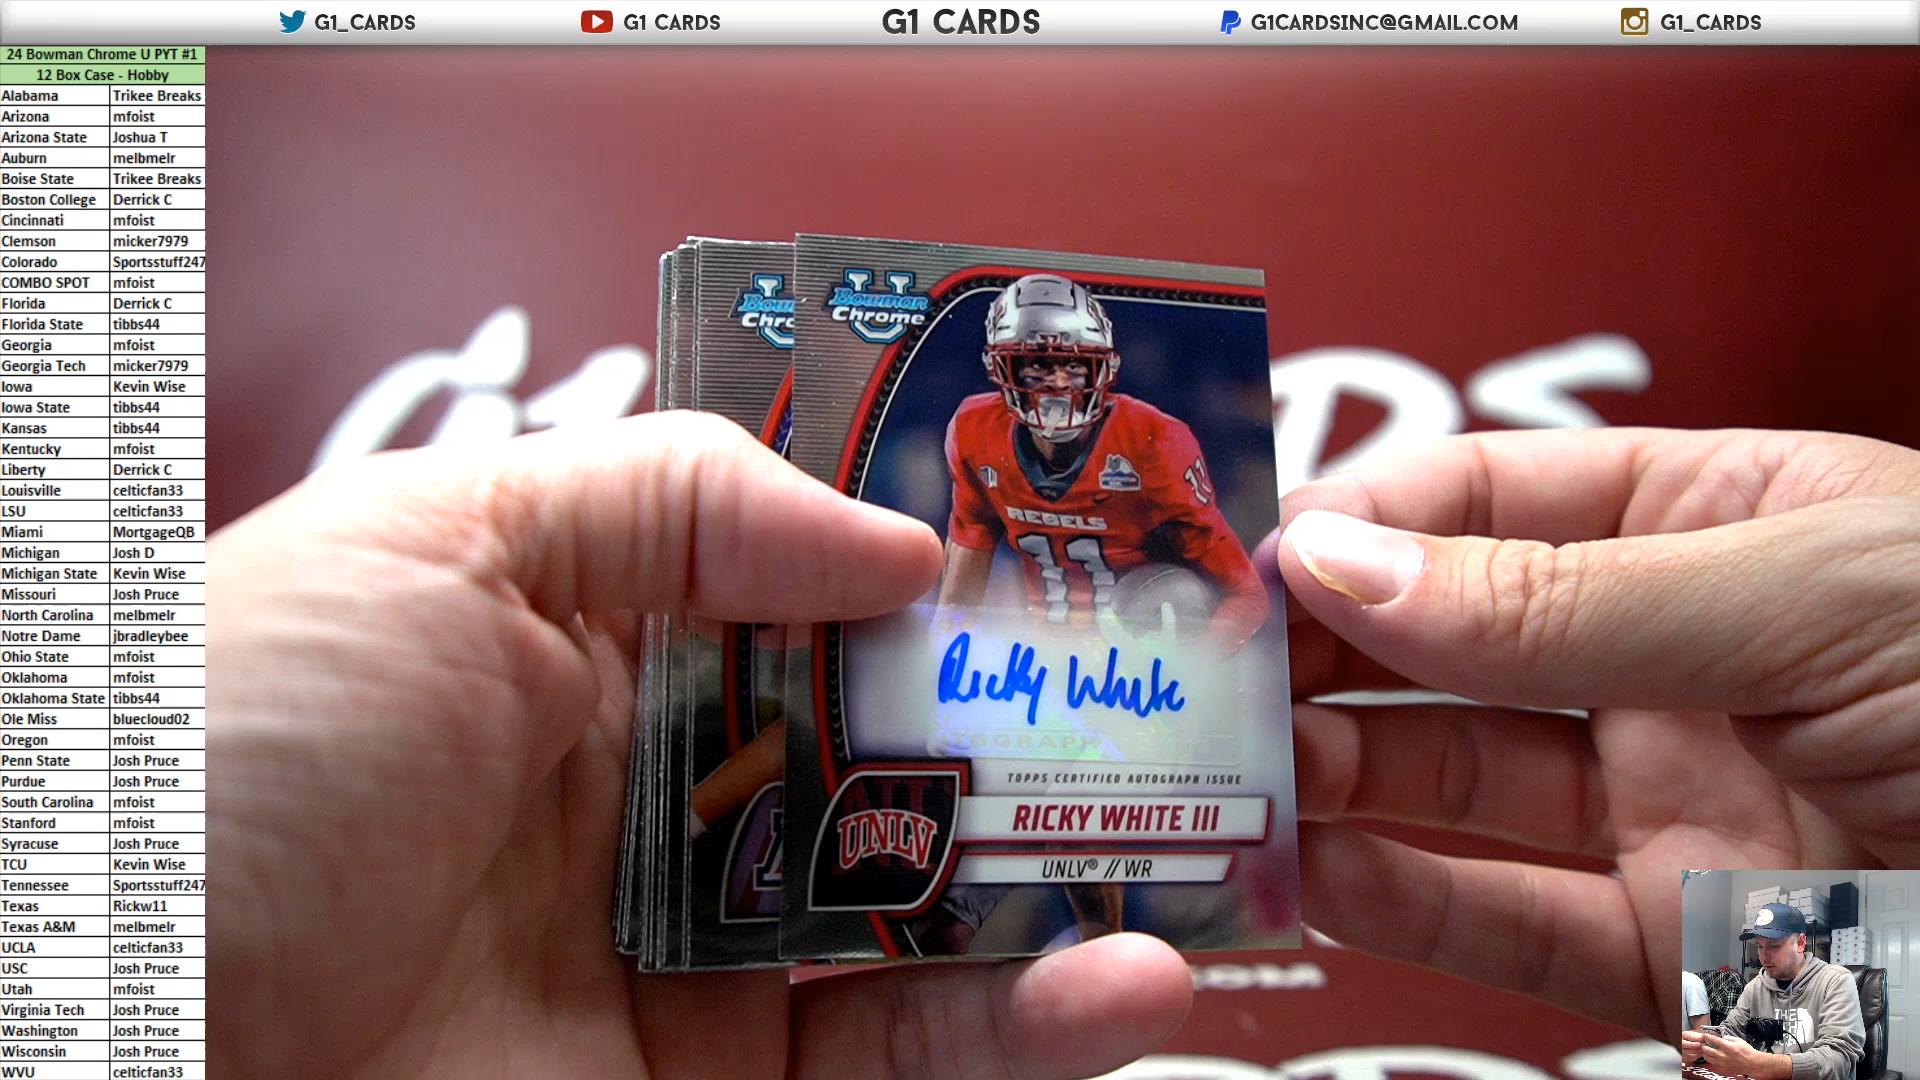 G1_CARDS
G1 CARDS
G1 CARDS
G1CARDSINC@GMAIL.COM
G1_CARDS
24 Bowman Chrome U PYT #1
12 Box Case - Hobby
Alabama Trikee Breaks
Arizona mfoist
Arizona State Joshua T
Auburn melbmelr
Boise State Trikee Breaks
Boston College Derrick C
Cincinnati mfoist
Clemson micker7979
Colorado Sportsstuff247
COMBO SPOT mfoist
Florida Derrick C
Florida State tibbs44
Georgia mfoist
Georgia Tech micker7979
Iowa Kevin Wise
Iowa State tibbs44
Kansas tibbs44
Kentucky mfoist
Liberty Derrick C
Louisville celticfan33
LSU celticfan33
Miami MortgageQB
Michigan Josh D
Michigan State Kevin Wise
Missouri Josh Pruce
North Carolina melbmelr
Notre Dame jbradleybee
Ohio State mfoist
Oklahoma mfoist
Oklahoma State tibbs44
Ole Miss bluecloud02
Oregon mfoist
Penn State Josh Pruce
Purdue Josh Pruce
South Carolina mfoist
Stanford mfoist
Syracuse Josh Pruce
TCU Kevin Wise
Tennessee Sportsstuff247
Texas Rickw11
Texas A&M melbmelr
UCLA celticfan33
USC Josh Pruce
Utah mfoist
Virginia Tech Josh Pruce
Washington Josh Pruce
Wisconsin Josh Pruce
WVU celticfan33
U
Bowman
Chrome
REBELS
11
11
Ricky White
TOGRAPH
TOPPS CERTIFIED AUTOGRAPH ISSUE
RICKY WHITE III
UNLV
UNLV® // WR